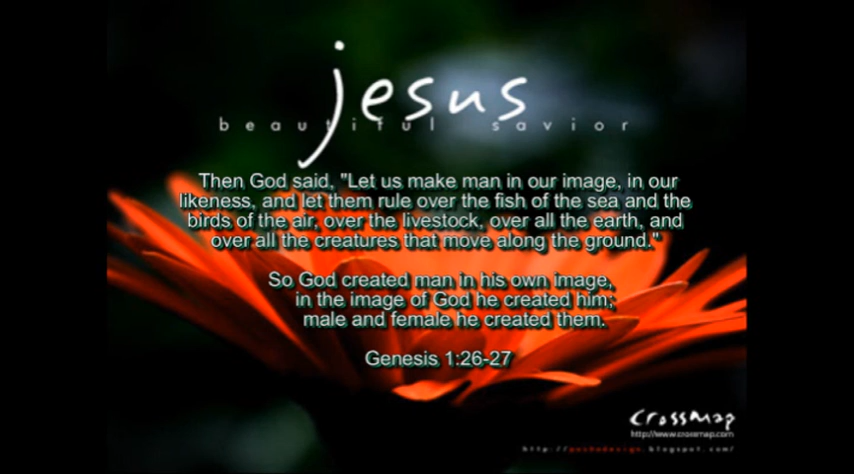 jesus
beautiful savior
Then God said, "Let us make man in our image, in our
likeness, and let them rule over the fish of the sea and the
birds of the air, over the livestock, over all the earth, and
over all the creatures that move along the ground."
So God created man in his own image,
in the image of God he created him;
male and female he created them.
Genesis 1:26-27
crossmap
http://www.crossmap.com